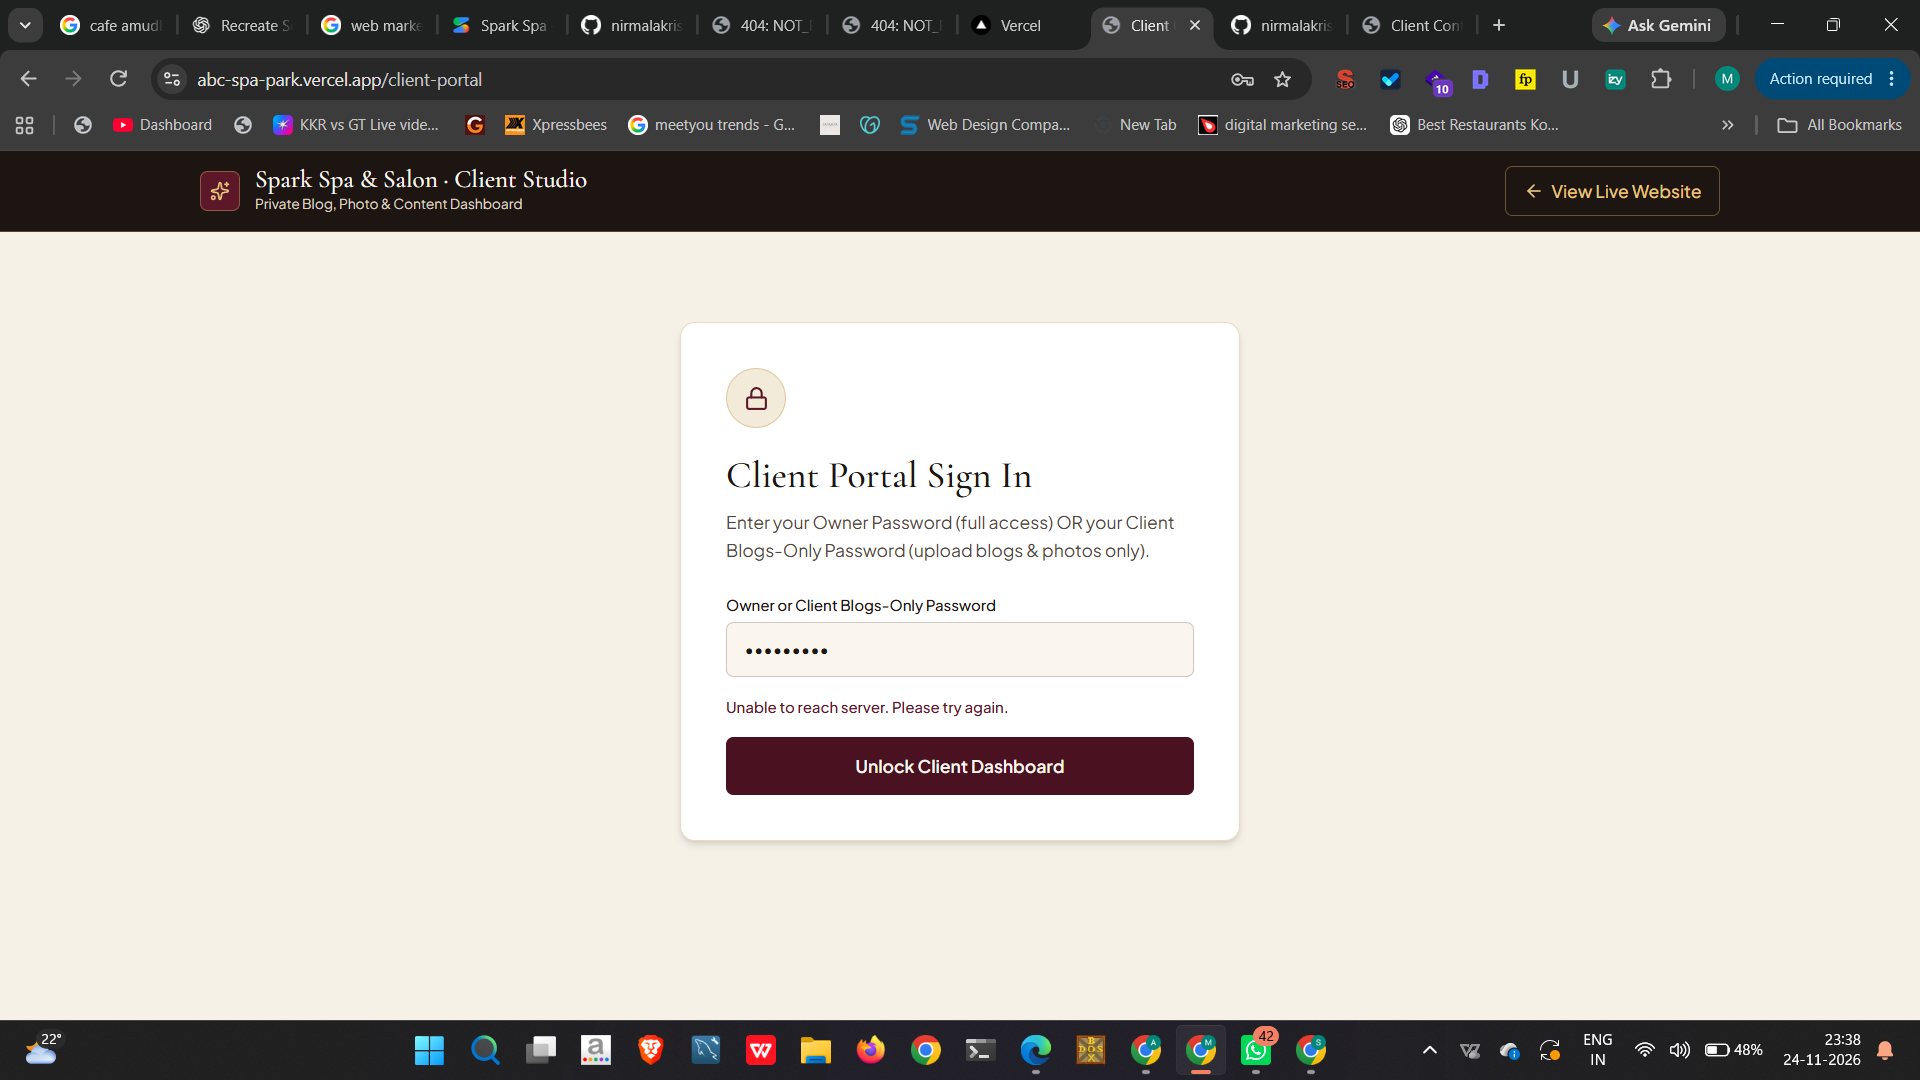 cafe amud
Recreate S
web marke
Spark Spa
nirmalakris
404: NOT_
404: NOT_
Vercel
Client
nirmalakris
Client Con
Ask Gemini
abc-spa-park.vercel.app/client-portal
SEO
10
fp
U
izy
M
Action required
Dashboard
KKR vs GT Live vide...
Xpressbees
meetyou trends - G...
Web Design Compa...
New Tab
digital marketing se...
Best Restaurants Ko...
All Bookmarks
Spark Spa & Salon · Client Studio
Private Blog, Photo & Content Dashboard
← View Live Website
Client Portal Sign In
Enter your Owner Password (full access) OR your Client
Blogs-Only Password (upload blogs & photos only).
Owner or Client Blogs-Only Password
•••••••••
Unable to reach server. Please try again.
Unlock Client Dashboard
22°
42
ENG
IN
48%
23:38
24-11-2026